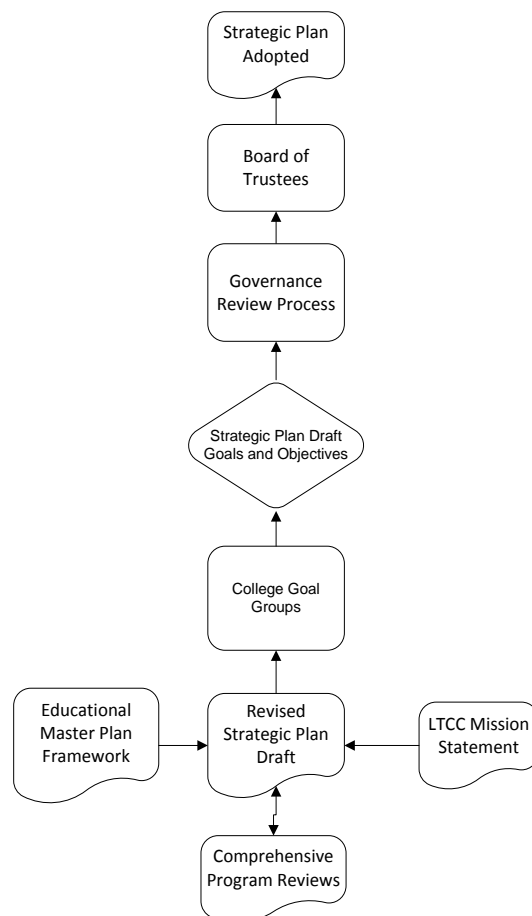 Strategic Plan
Adopted
Board of
Trustees
Governance
Review Process
Strategic Plan Draft
Goals and Objectives
College Goal
Groups
Educational
Master Plan
Framework
Revised
Strategic Plan
Draft
LTCC Mission
Statement
Comprehensive
Program Reviews